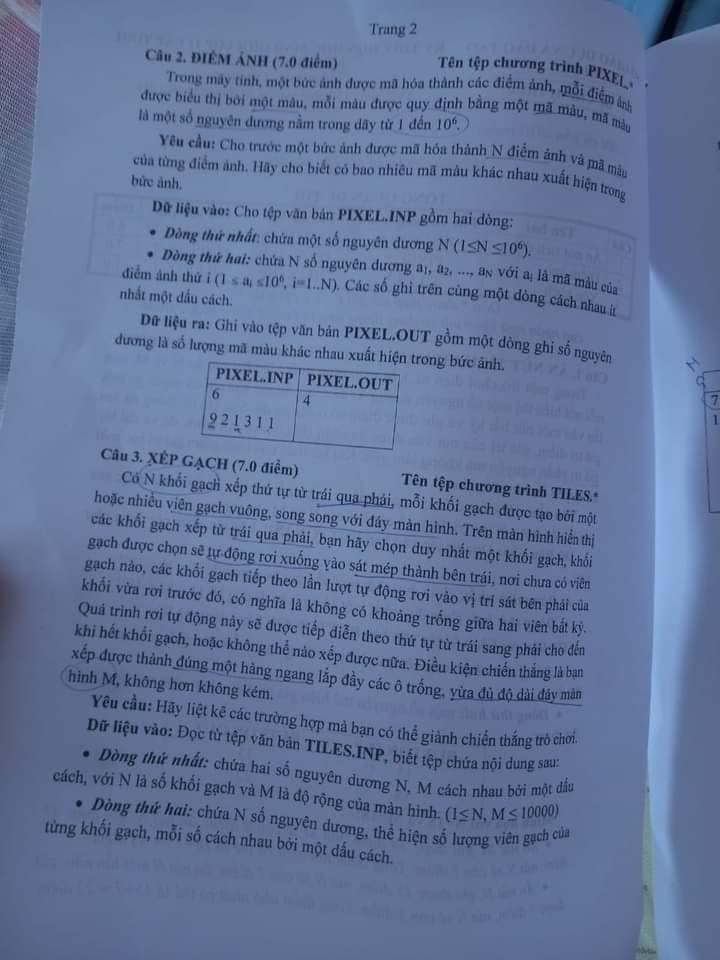 Trang 2
Câu 2. ĐIỂM ẢNH (7.0 điểm) Tên tệp chương trình PIXEL.*
Trong máy tính, một bức ảnh được mã hóa thành các điểm ảnh, mỗi điểm ảnh
được biểu thị bởi một màu, mỗi màu được quy định bằng một mã màu, mã màu
là một số nguyên dương nằm trong dãy từ 1 đến 10⁶.
Yêu cầu: Cho trước một bức ảnh được mã hóa thành N điểm ảnh và mã màu
của từng điểm ảnh. Hãy cho biết có bao nhiêu mã màu khác nhau xuất hiện trong
bức ảnh.
Dữ liệu vào: Cho tệp văn bản PIXEL.INP gồm hai dòng:
• Dòng thứ nhất: chứa một số nguyên dương N (1≤N ≤10⁶).
• Dòng thứ hai: chứa N số nguyên dương a₁, a₂, ..., aɴ với aᵢ là mã màu của
điểm ảnh thứ i (1 ≤ aᵢ ≤10⁶, i=1..N). Các số ghi trên cùng một dòng cách nhau ít
nhất một dấu cách.
Dữ liệu ra: Ghi vào tệp văn bản PIXEL.OUT gồm một dòng ghi số nguyên
dương là số lượng mã màu khác nhau xuất hiện trong bức ảnh.
PIXEL.INP PIXEL.OUT
6 4
9 2 1 3 1 1
Câu 3. XẾP GẠCH (7.0 điểm) Tên tệp chương trình TILES.*
Có N khối gạch xếp thứ tự từ trái qua phải, mỗi khối gạch được tạo bởi một
hoặc nhiều viên gạch vuông, song song với đáy màn hình. Trên màn hình hiển thị
các khối gạch xếp từ trái qua phải, bạn hãy chọn duy nhất một khối gạch, khối
gạch được chọn sẽ tự động rơi xuống vào sát mép thành bên trái, nơi chưa có viên
gạch nào, các khối gạch tiếp theo lần lượt tự động rơi vào vị trí sát bên phải của
khối vừa rơi trước đó, có nghĩa là không có khoảng trống giữa hai viên bất kỳ.
Quá trình rơi tự động này sẽ được tiếp diễn theo thứ tự từ trái sang phải cho đến
khi hết khối gạch, hoặc không thể nào xếp được nữa. Điều kiện chiến thắng là bạn
xếp được thành đúng một hàng ngang lấp đầy các ô trống, vừa đủ độ dài đáy màn
hình M, không hơn không kém.
Yêu cầu: Hãy liệt kê các trường hợp mà bạn có thể giành chiến thắng trò chơi.
Dữ liệu vào: Đọc từ tệp văn bản TILES.INP, biết tệp chứa nội dung sau:
• Dòng thứ nhất: chứa hai số nguyên dương N, M cách nhau bởi một dấu
cách, với N là số khối gạch và M là độ rộng của màn hình. (1≤ N, M ≤ 10000)
• Dòng thứ hai: chứa N số nguyên dương, thể hiện số lượng viên gạch của
từng khối gạch, mỗi số cách nhau bởi một dấu cách.